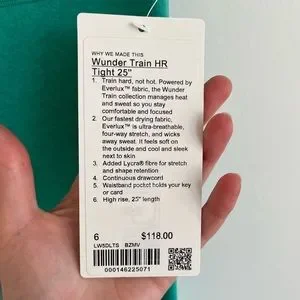 WHY WE MADE THIS
Wunder Train HR
Tight 25"
1. Train hard, not hot. Powered by
Everlux™ fabric, the Wunder
Train collection manages heat
and sweat so you stay
comfortable and focused
2. Our fastest drying fabric,
Everlux™ is ultra-breathable,
four-way stretch, and wicks
away sweat. It feels soft on
the outside and cool and sleek
next to skin
3. Added Lycra® fibre for stretch
and shape retention
4. Continuous drawcord
5. Waistband pocket holds your key
or card
6. High rise, 25" length
6 $118.00
LW5DLTS BZMV
000146225071